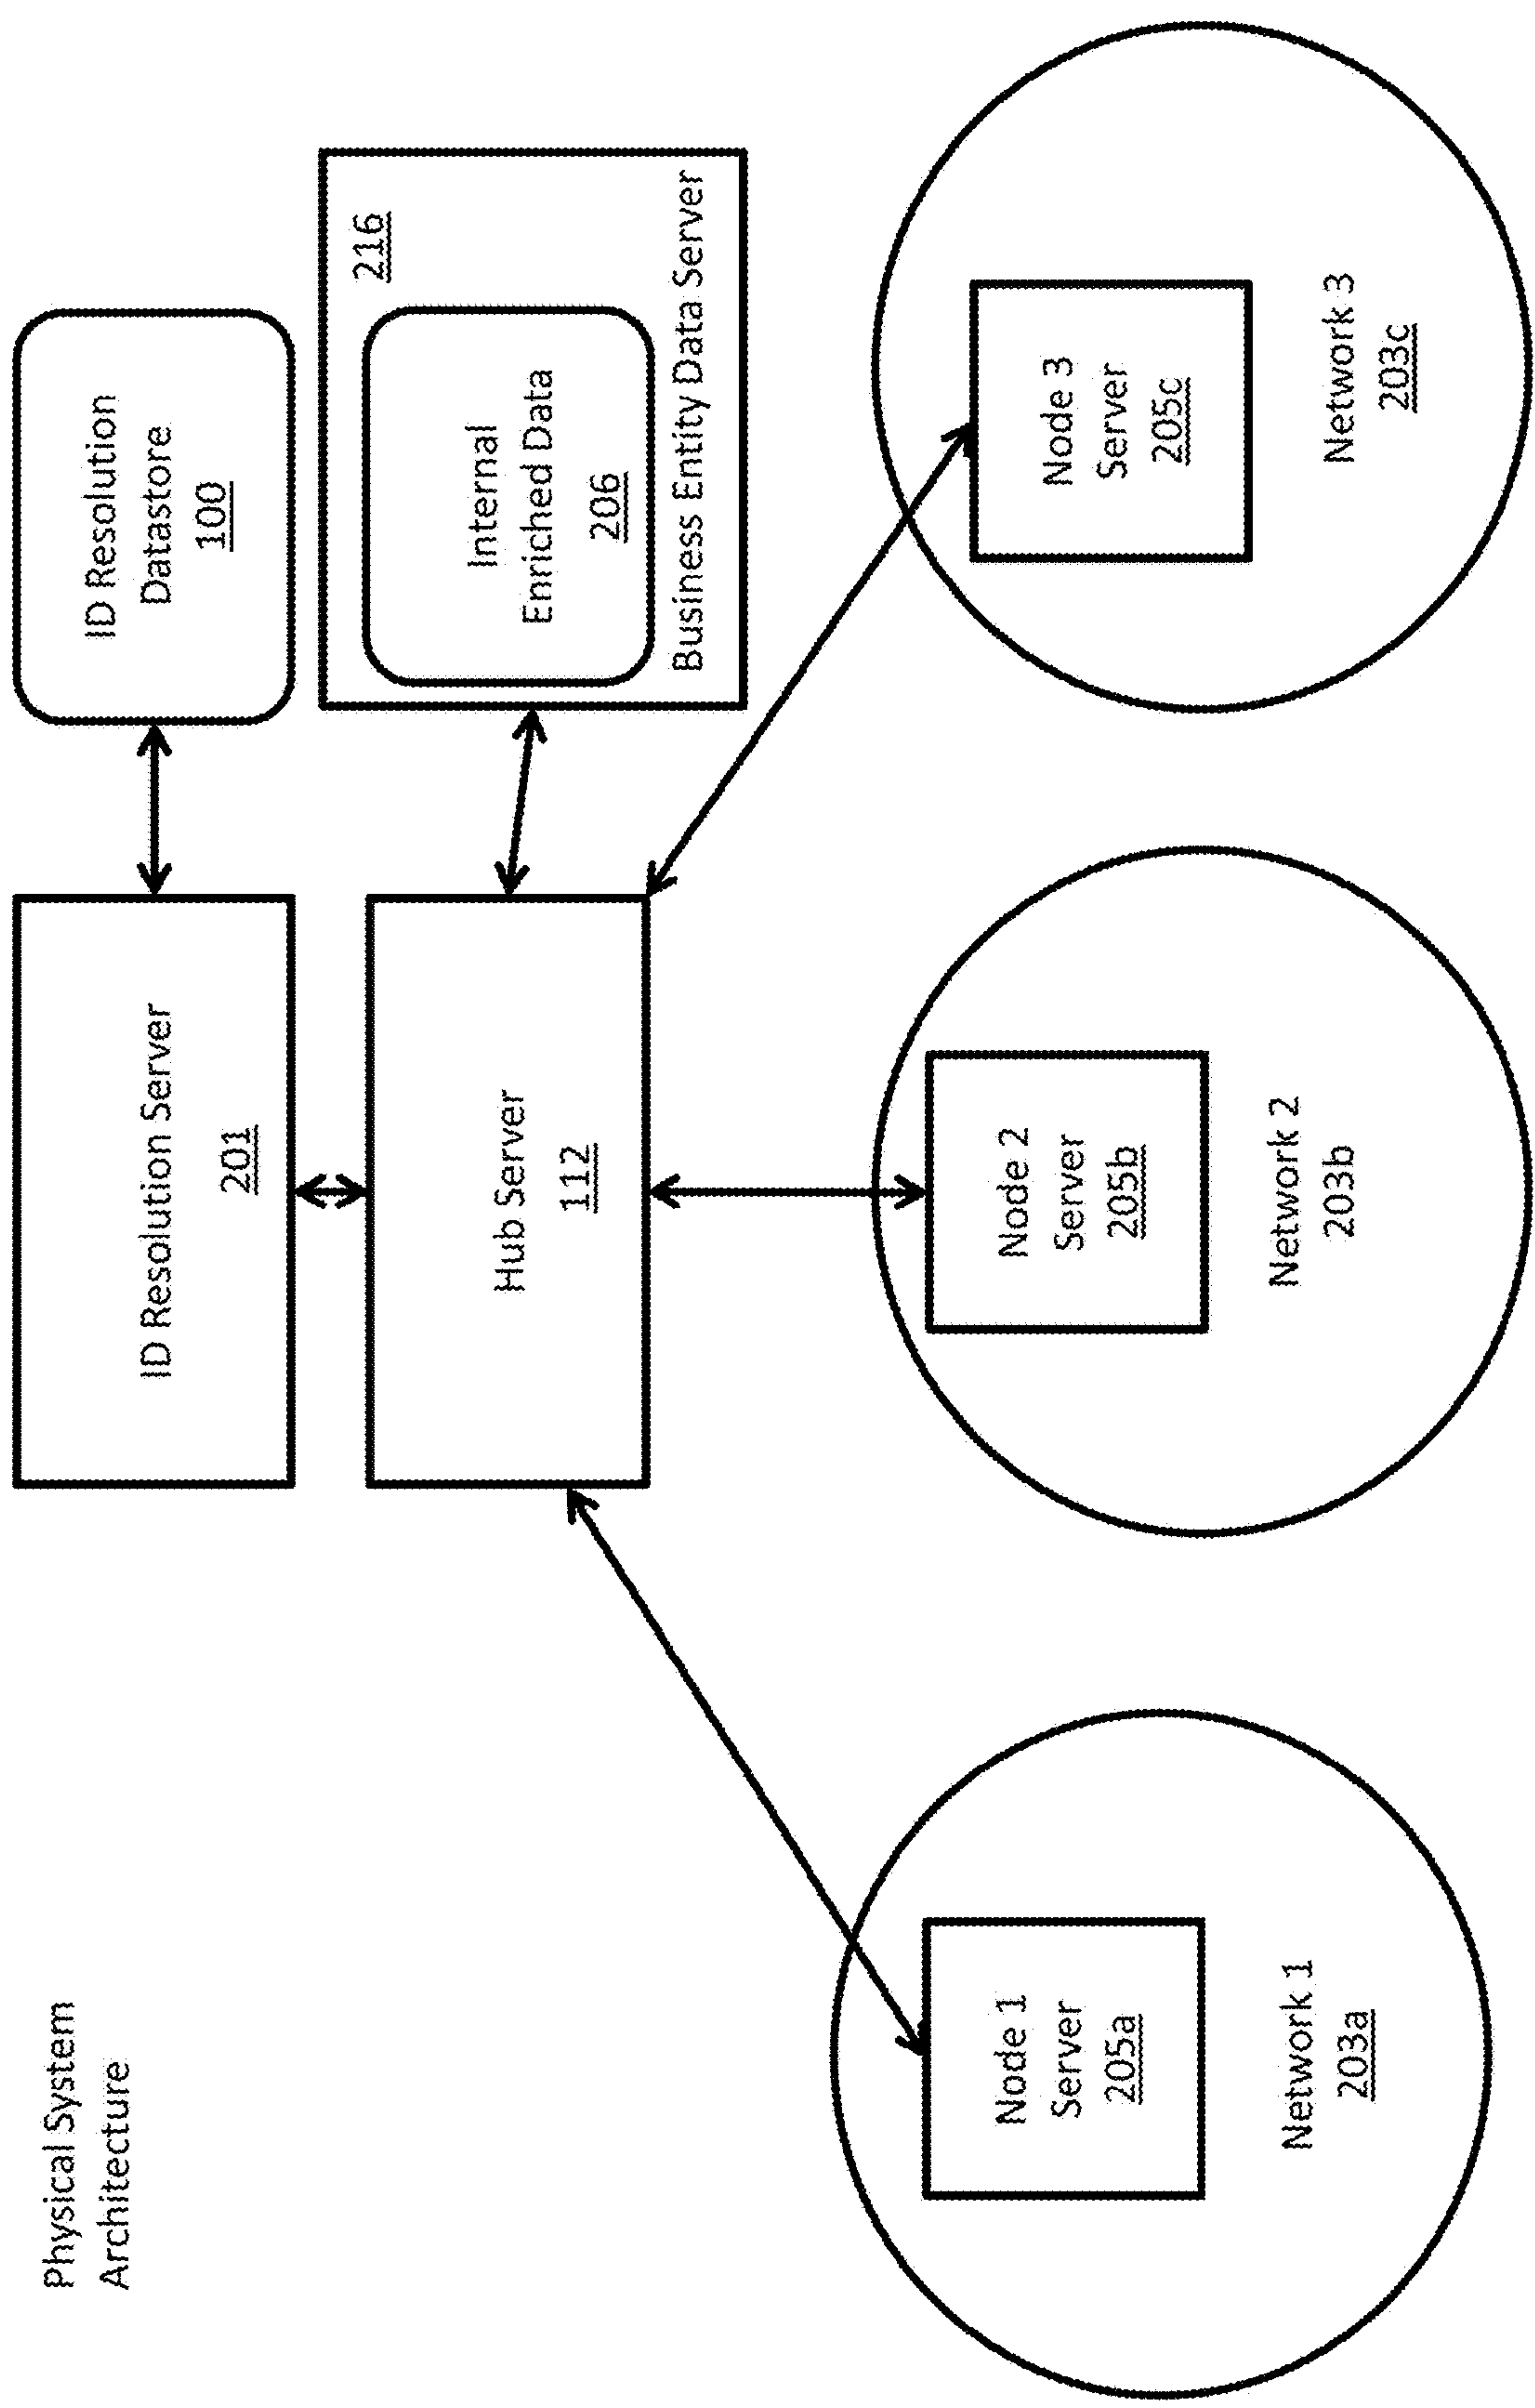 Physical System
Architecture
ID Resolution Server
201
ID Resolution
Datastore
100
Hub Server
112
216
Internal
Enriched Data
206
Business Entity Data Server
Node 1
Server
205a
Network 1
203a
Node 2
Server
205b
Network 2
203b
Node 3
Server
205c
Network 3
203c